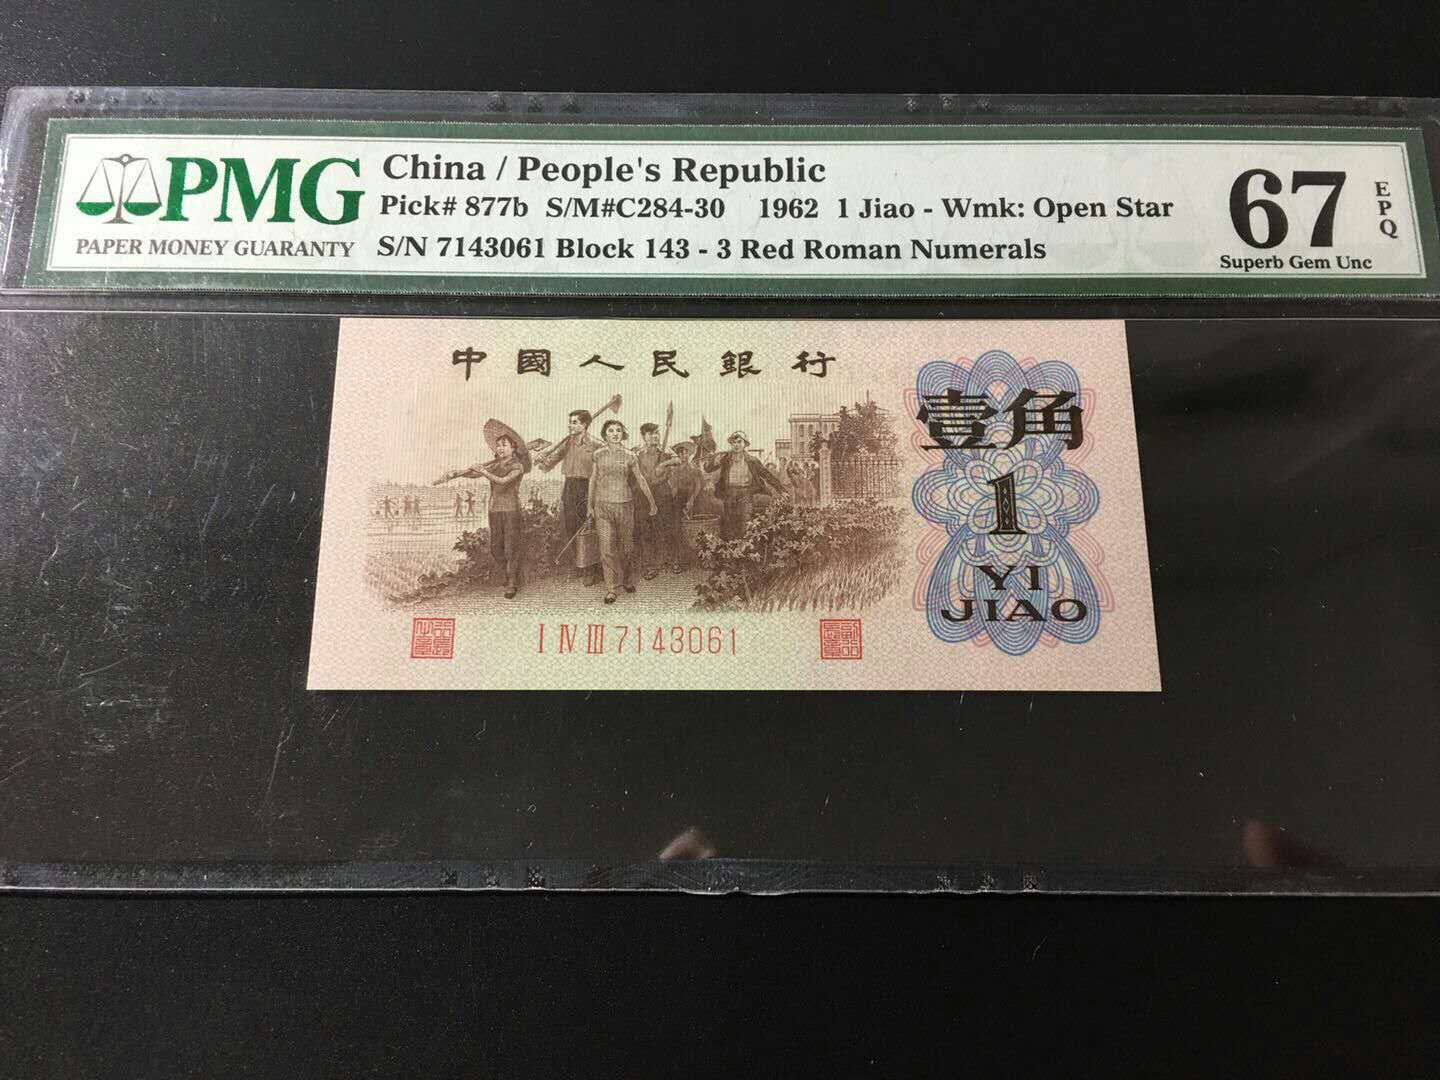 PMG
PAPER MONEY GUARANTY
China / People's Republic
Pick# 877b S/M#C284-30 1962 1 Jiao - Wmk: Open Star
S/N 7143061 Block 143 - 3 Red Roman Numerals
67
EPQ
Superb Gem Unc
中國人民銀行
壹角
1
YI
JIAO
I IV III 7143061